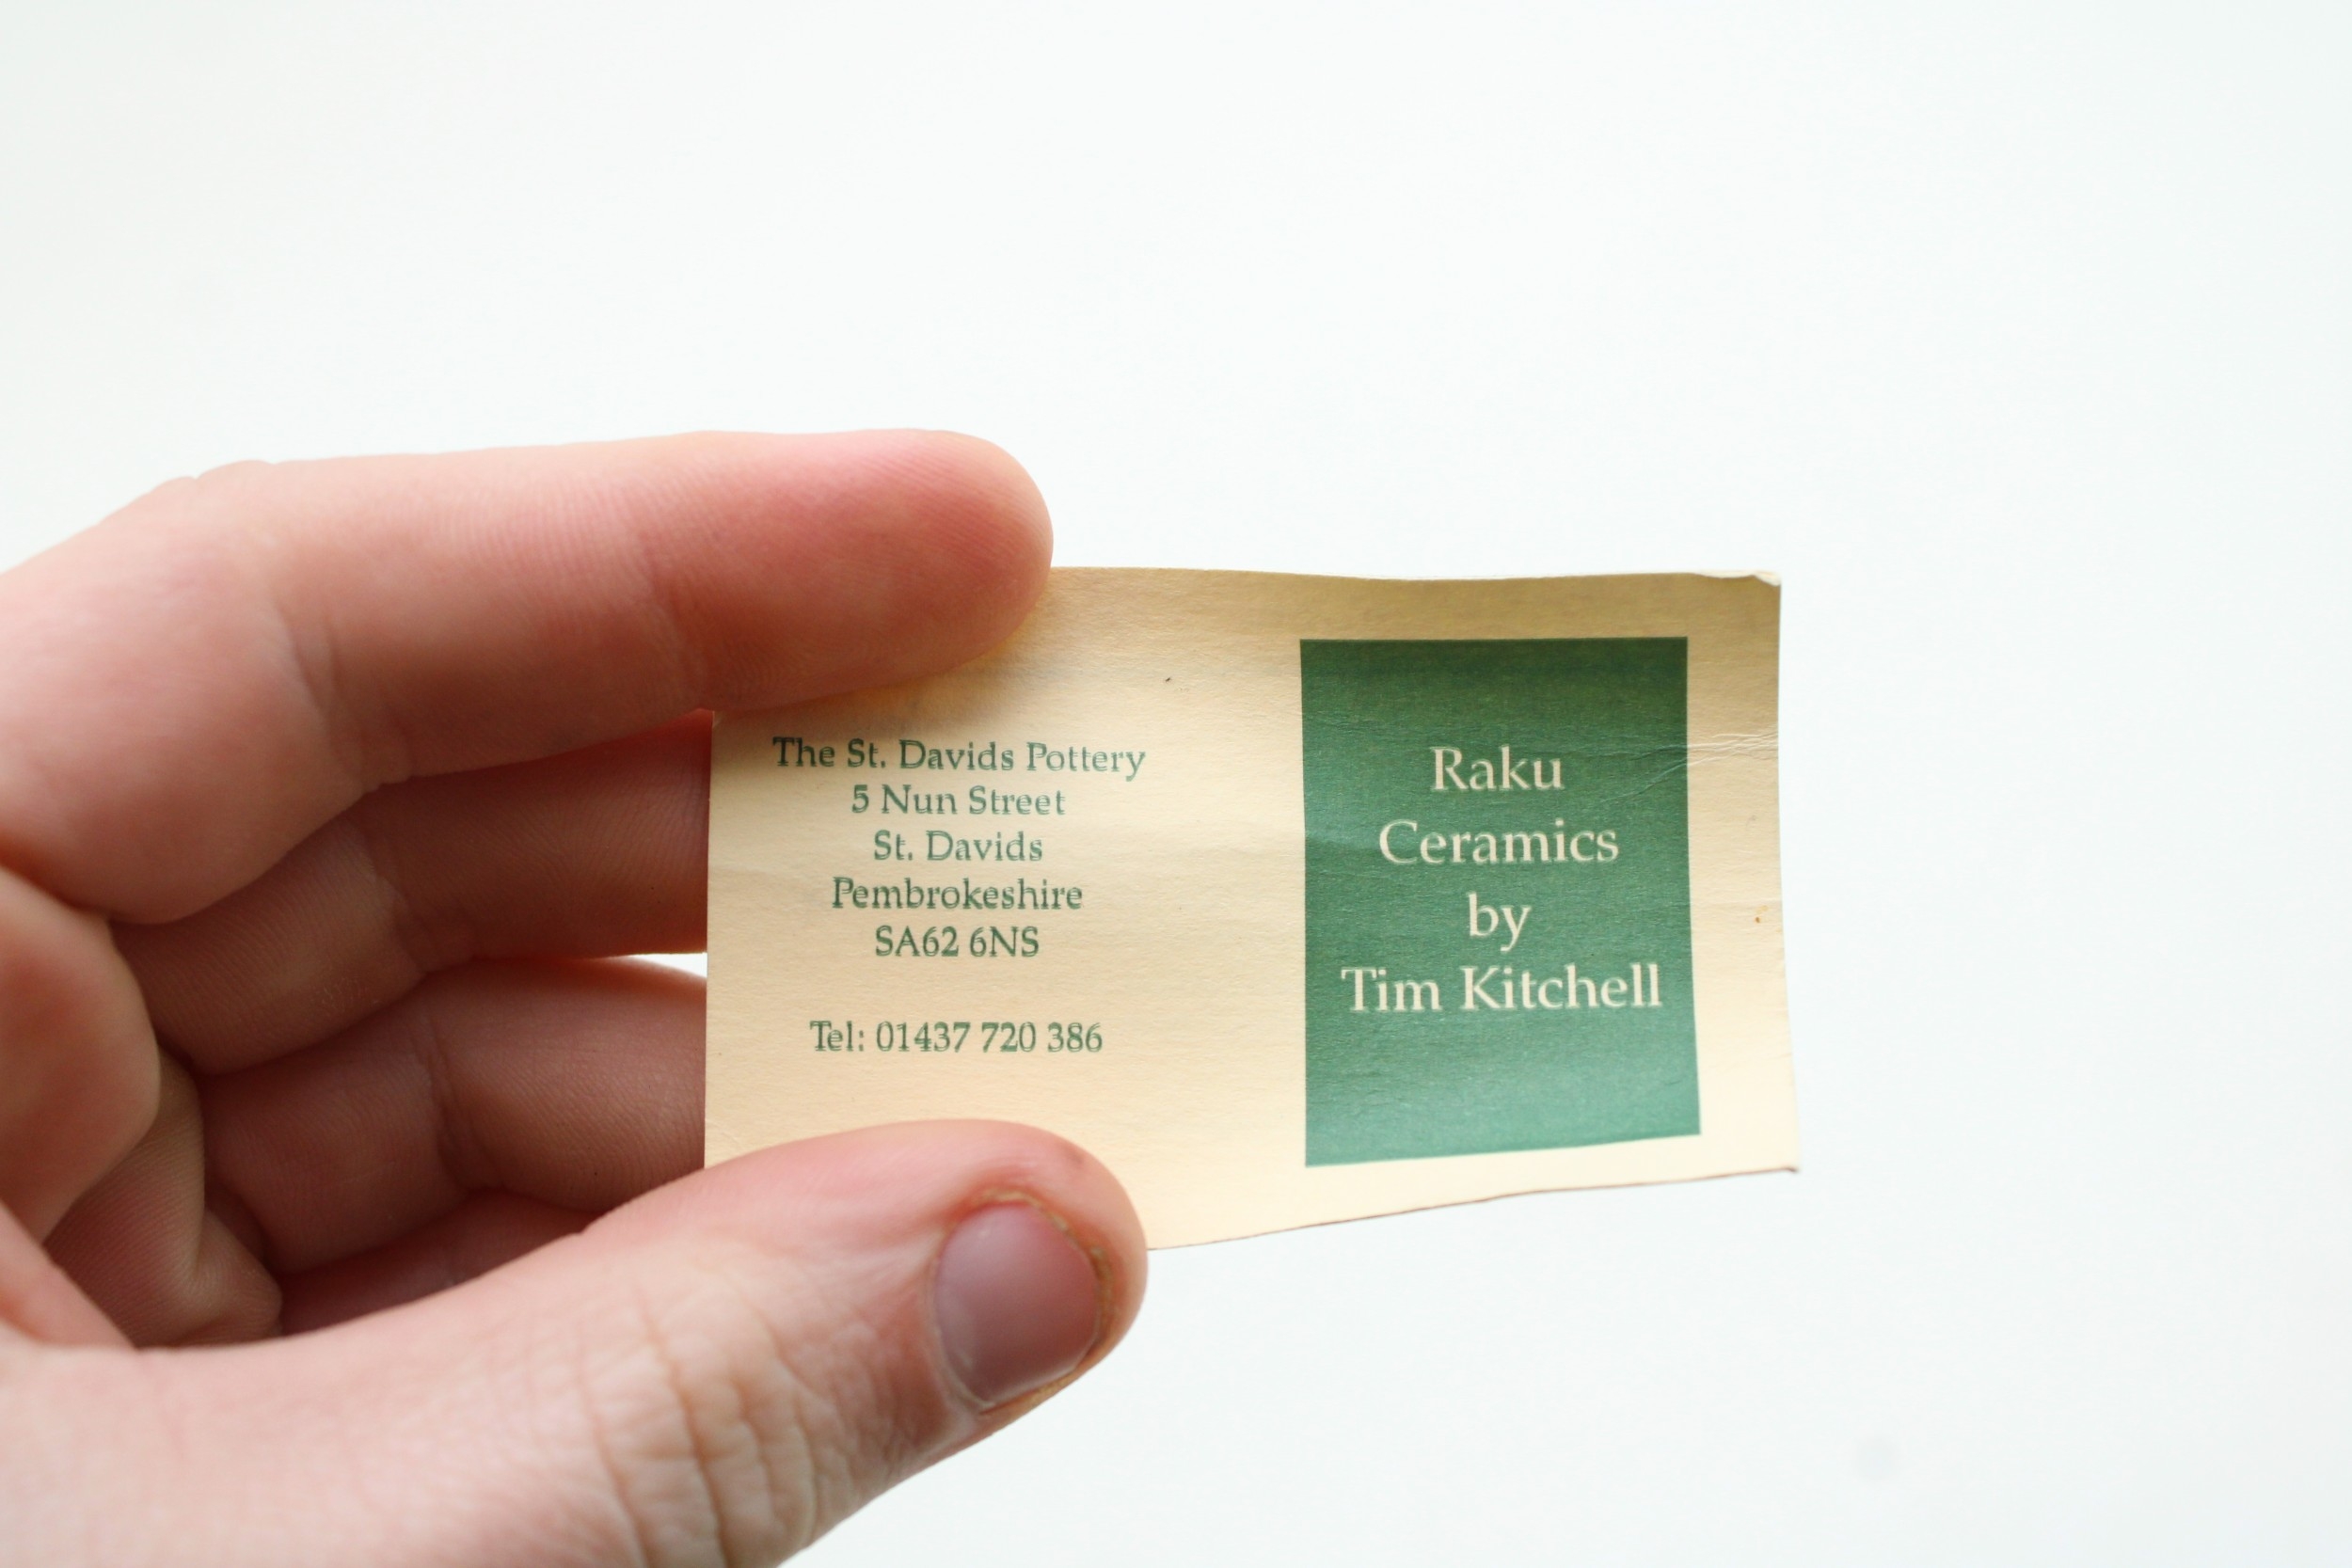 The St. Davids Pottery
5 Nun Street
St. Davids
Pembrokeshire
SA62 6NS
Tel: 01437 720 386
Raku
Ceramics
by
Tim Kitchell